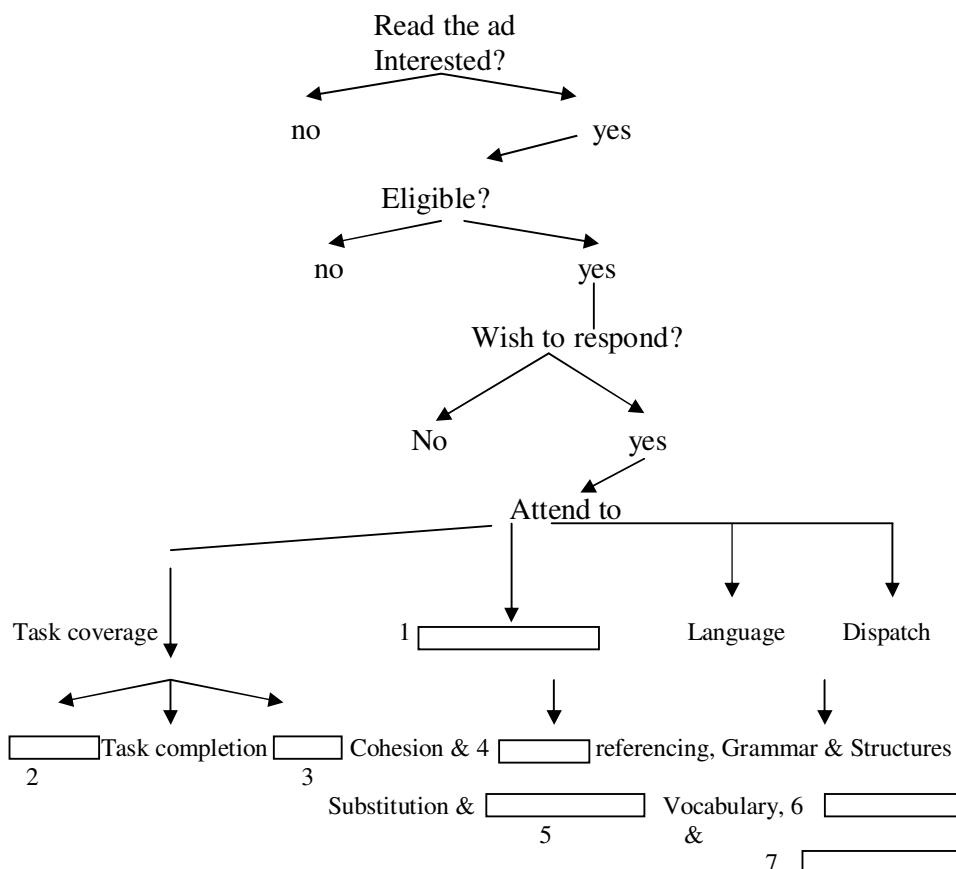 Read the ad
Interested?
no yes
Eligible?
no yes
Wish to respond?
No yes
Attend to
Task coverage 1 Language Dispatch
Task completion Cohesion & 4 referencing, Grammar & Structures
2 3
Substitution & Vocabulary, 6
5 &
7